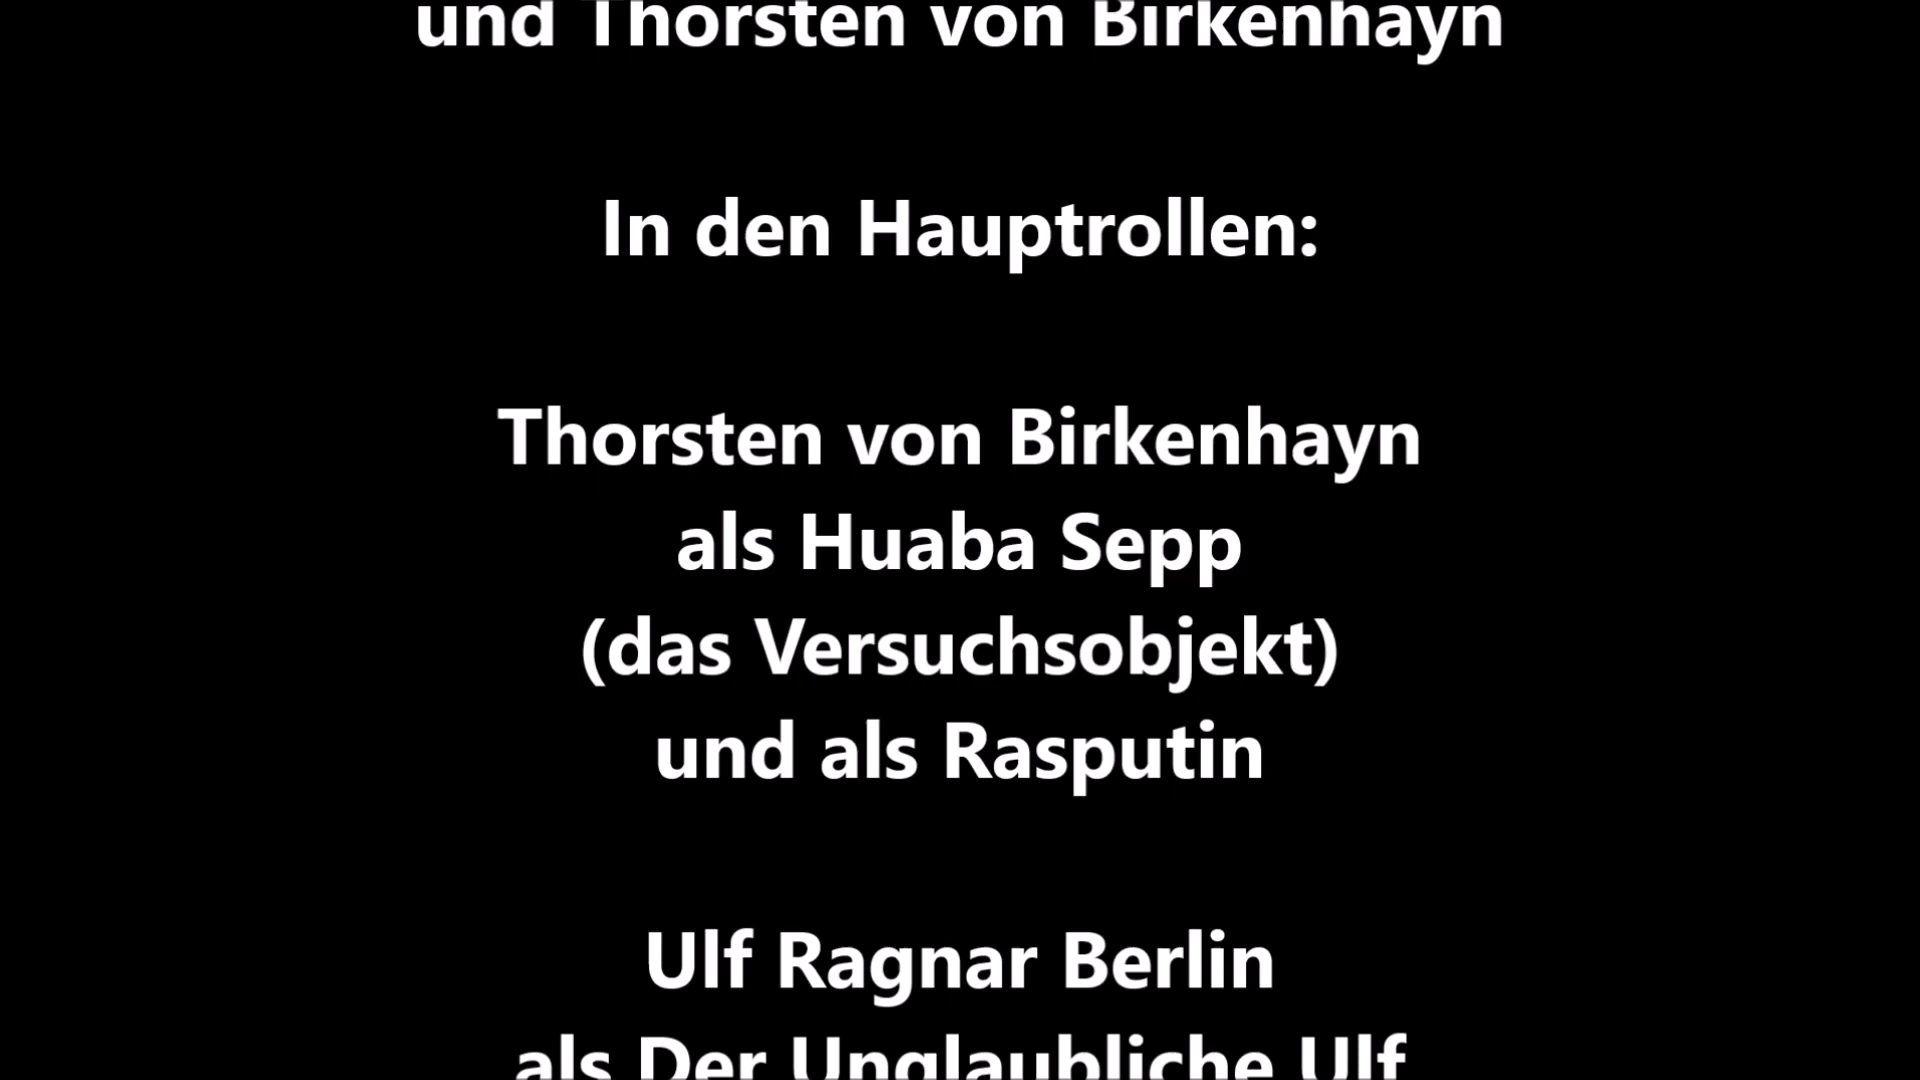 und Thorsten von Birkenhayn
In den Hauptrollen:
Thorsten von Birkenhayn
als Huaba Sepp
(das Versuchsobjekt)
und als Rasputin
Ulf Ragnar Berlin
als Der Unglaubliche Ulf